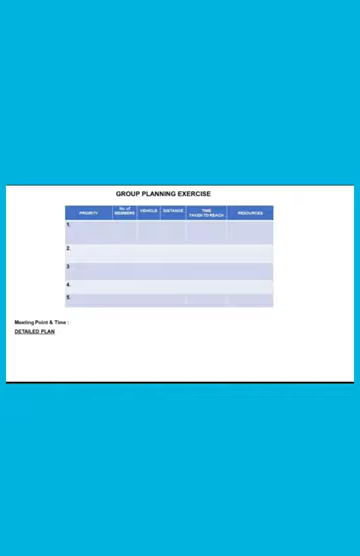 GROUP PLANNING EXERCISE
PRIORITY No. of MEMBERS VEHICLE DISTANCE TIME TAKEN TO REACH RESOURCES
1.
2.
3
4.
5.
Meeting Point & Time :
DETAILED PLAN